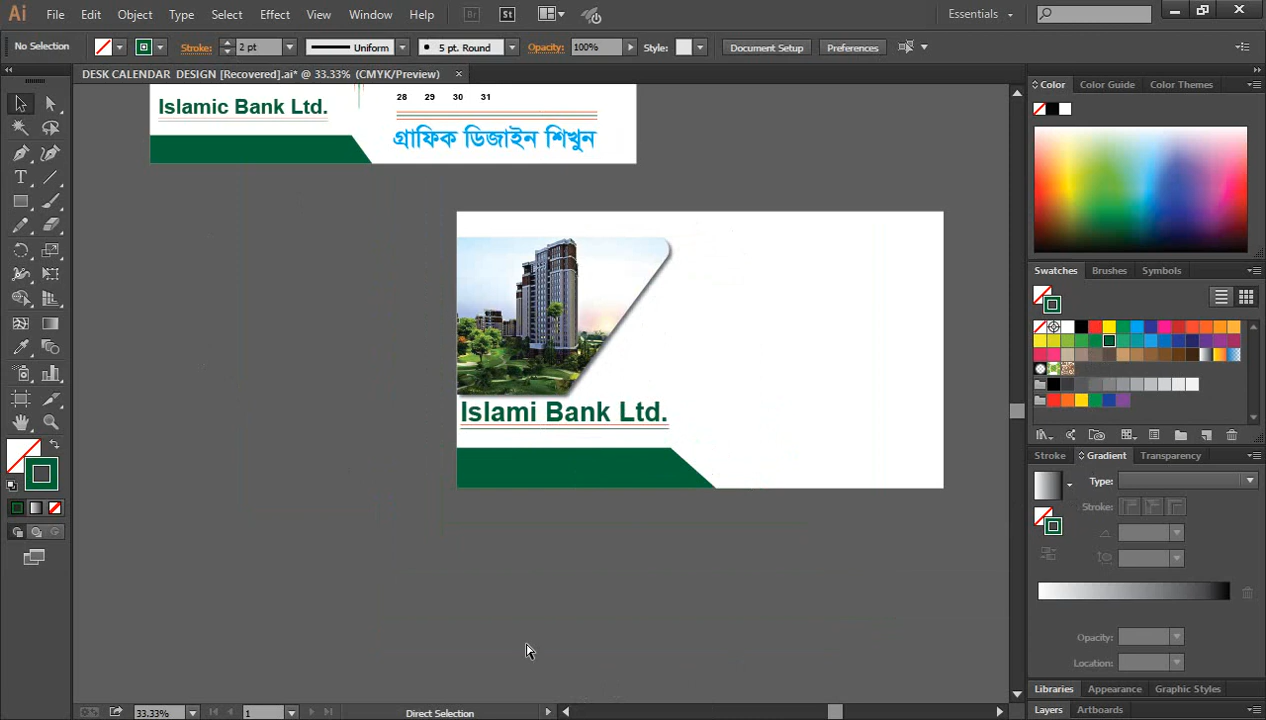 Ai File Edit Object Type Select Effect View Window Help Br St Essentials
No Selection Stroke: 2 pt Uniform 5 pt. Round Opacity: 100% Style: Document Setup Preferences
DESK CALENDAR DESIGN [Recovered].ai* @ 33.33% (CMYK/Preview)
Color Color Guide Color Themes
28 29 30 31
Islamic Bank Ltd.
গ্রাফিক ডিজাইন শিখুন
Swatches Brushes Symbols
Islami Bank Ltd.
Stroke Gradient Transparency
Type:
Stroke:
Opacity:
Location:
Libraries Appearance Graphic Styles
Layers Artboards
33.33% 1 Direct Selection